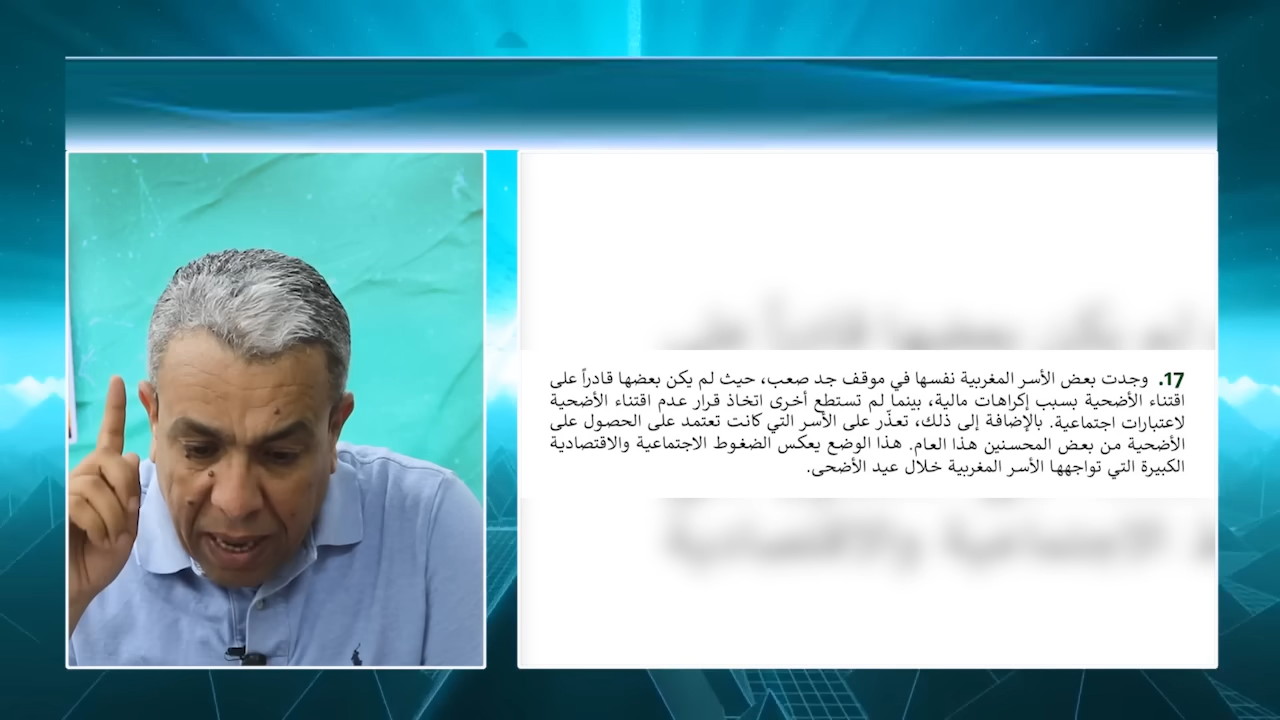 17. وجدت بعض الأسر المغربية نفسها في موقف جد صعب، حيث لم يكن بعضها قادراً على
اقتناء الأضحية بسبب إكراهات مالية، بينما لم تستطع أخرى اتخاذ قرار عدم اقتناء الأضحية
لاعتبارات اجتماعية. بالإضافة إلى ذلك، تعذّر على الأسر التي كانت تعتمد على الحصول على
الأضحية من بعض المحسنين هذا العام. هذا الوضع يعكس الضغوط الاجتماعية والاقتصادية
الكبيرة التي تواجهها الأسر المغربية خلال عيد الأضحى.